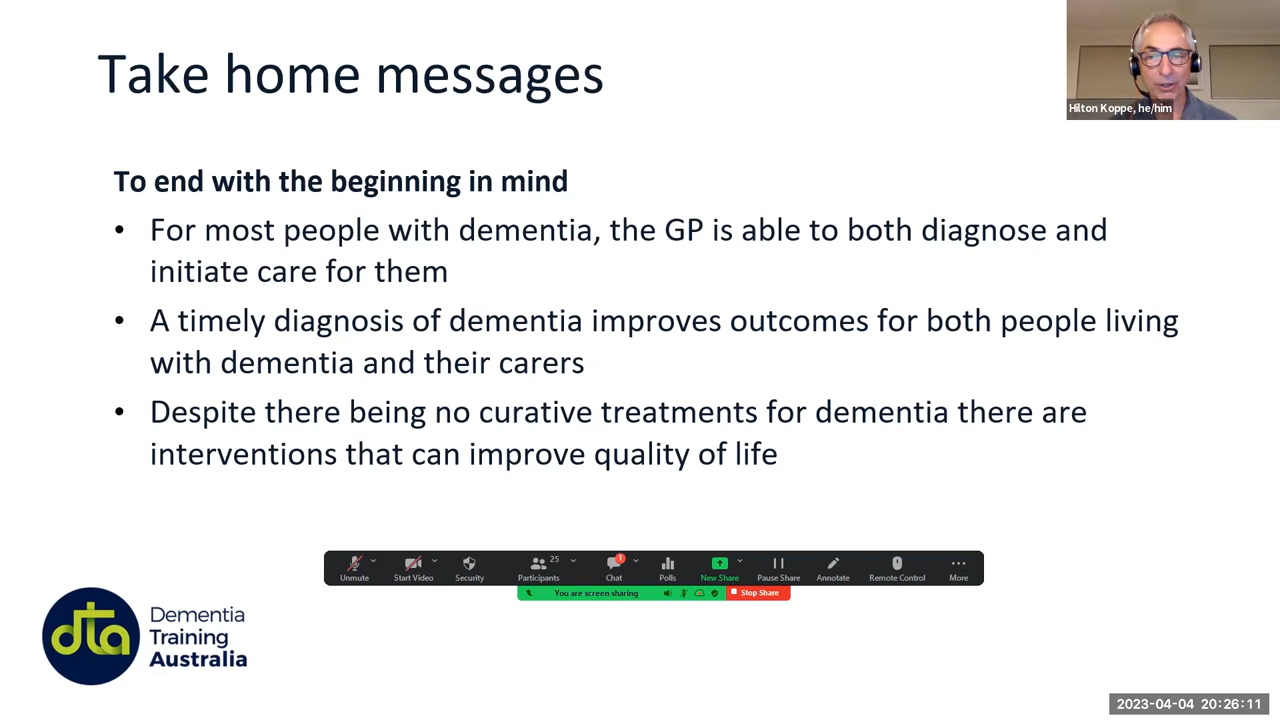 Take home messages
Hilton Koppe, he/him
To end with the beginning in mind
• For most people with dementia, the GP is able to both diagnose and
initiate care for them
• A timely diagnosis of dementia improves outcomes for both people living
with dementia and their carers
• Despite there being no curative treatments for dementia there are
interventions that can improve quality of life
25
1
Unmute Start Video Security Participants Chat Polls New Share Pause Share Annotate Remote Control More
You are screen sharing Stop Share
dta
Dementia
Training
Australia
2023-04-04 20:26:11